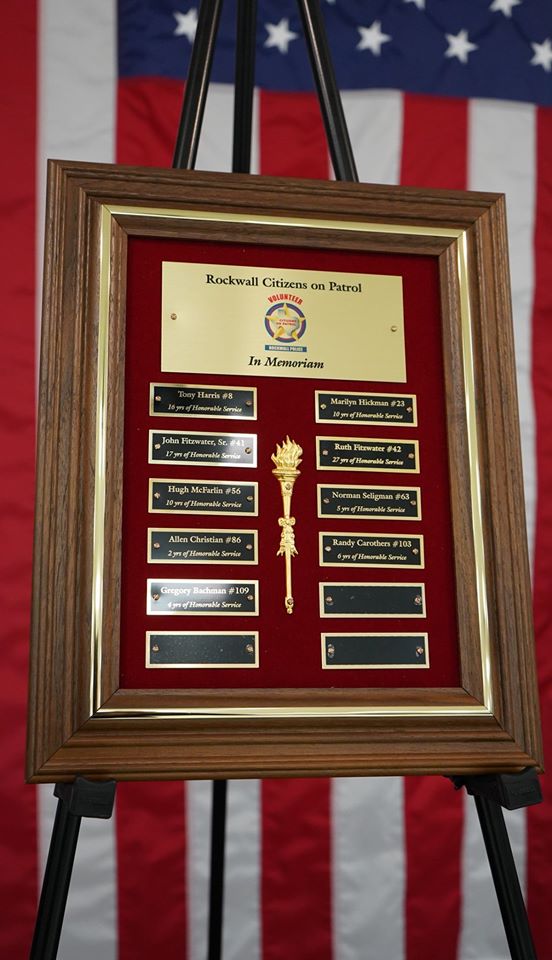 Rockwall Citizens on Patrol
VOLUNTEER
CITIZENS
ON PATROL
ROCKWALL POLICE
In Memoriam
Tony Harris #8
16 yrs of Honorable Service
Marilyn Hickman #23
10 yrs of Honorable Service
John Fitzwater, Sr. #41
17 yrs of Honorable Service
Ruth Fitzwater #42
27 yrs of Honorable Service
Hugh McFarlin #56
10 yrs of Honorable Service
Norman Seligman #63
5 yrs of Honorable Service
Allen Christian #86
2 yrs of Honorable Service
Randy Carothers #103
6 yrs of Honorable Service
Gregory Bachman #109
4 yrs of Honorable Service